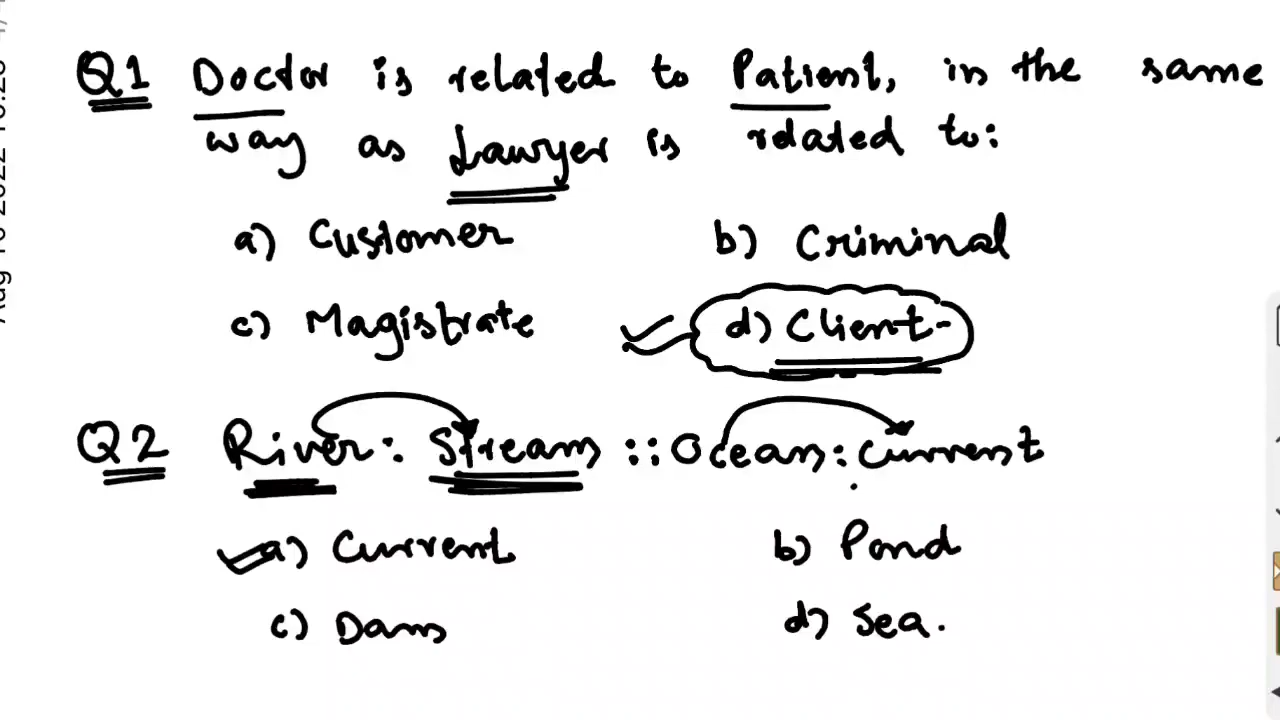 Q1 Doctor is related to Patient, in the same
way as Lawyer is related to:
a) Customer b) Criminal
c) Magistrate d) Client
Q2 River: Stream :: Ocean: Current
a) Current b) Pond
c) Dam d) Sea.